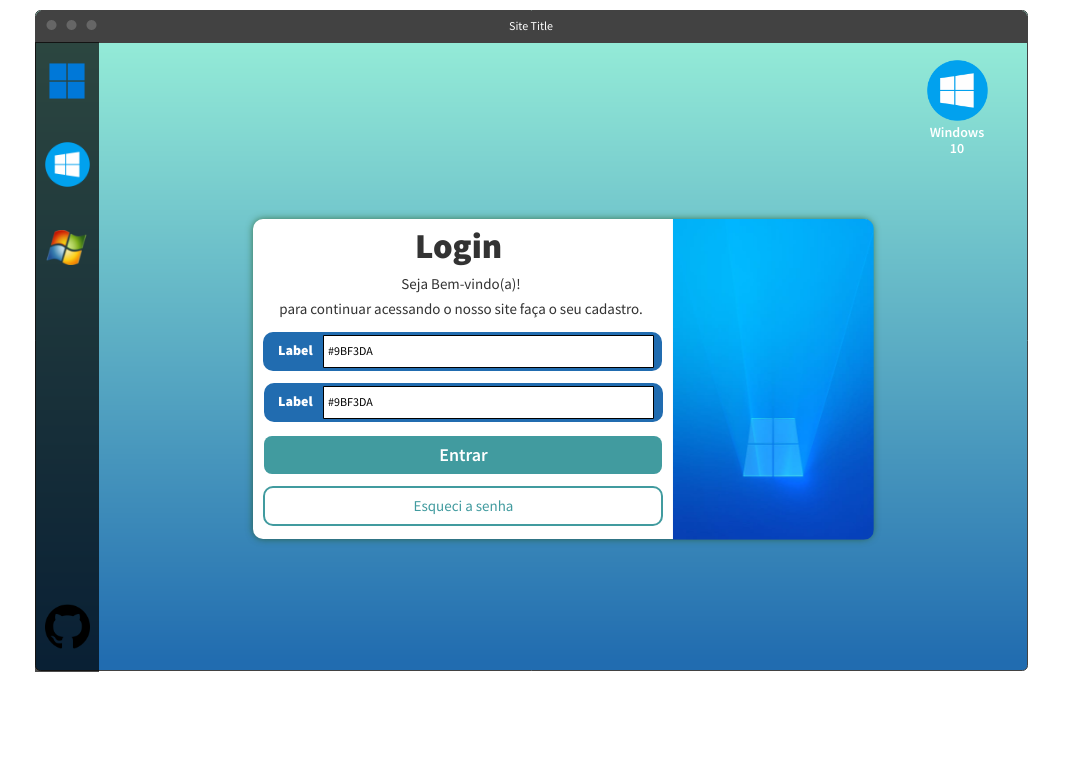 Site Title
Windows
10
Login
Seja Bem-vindo(a)!
para continuar acessando o nosso site faça o seu cadastro.
Label #9BF3DA
Label #9BF3DA
Entrar
Esqueci a senha